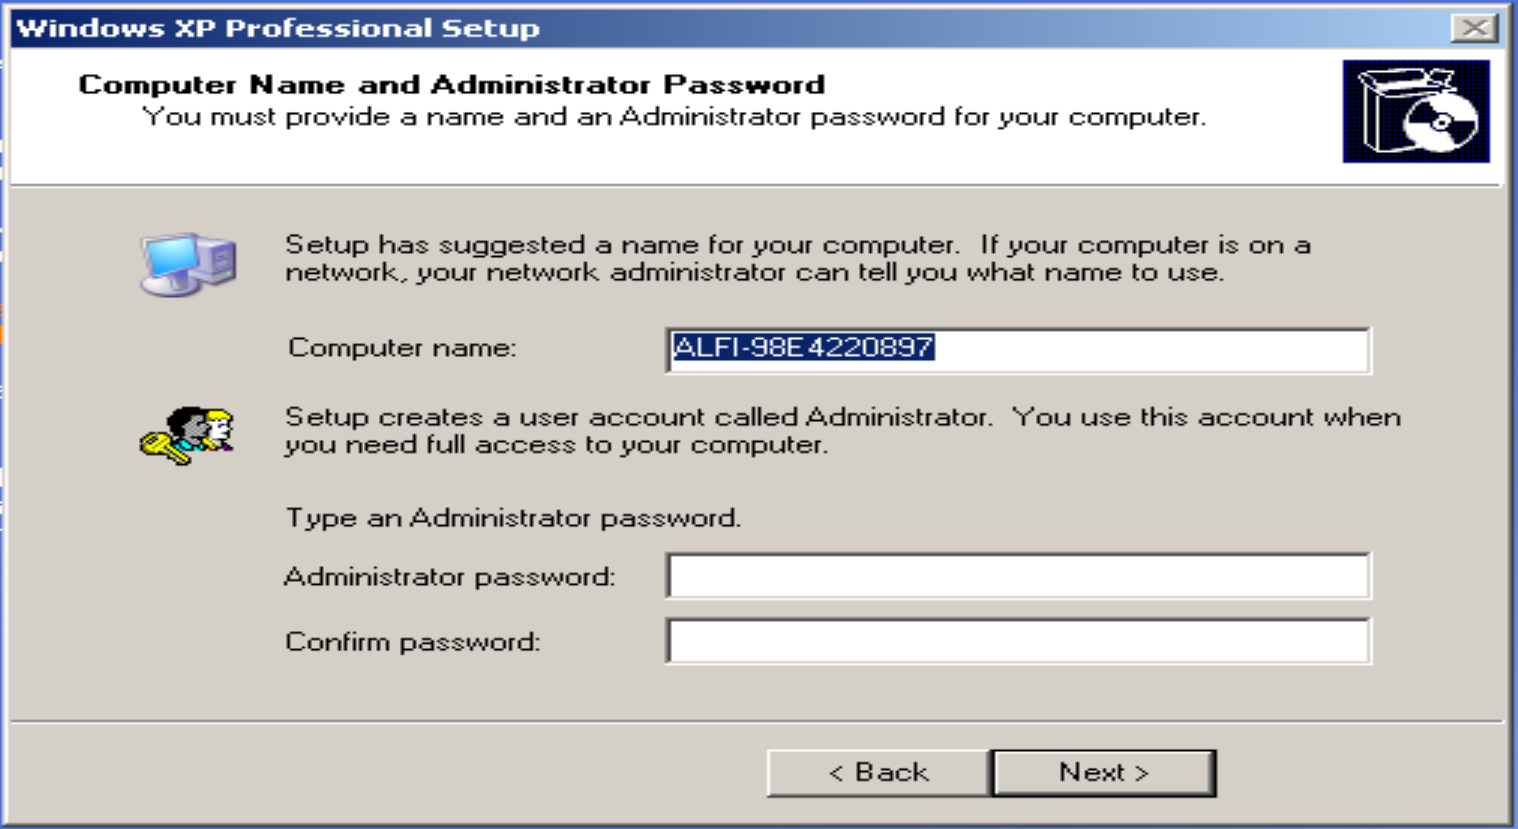 Windows XP Professional Setup
Computer Name and Administrator Password
You must provide a name and an Administrator password for your computer.
Setup has suggested a name for your computer. If your computer is on a
network, your network administrator can tell you what name to use.
Computer name: ALFI-98E4220897
Setup creates a user account called Administrator. You use this account when
you need full access to your computer.
Type an Administrator password.
Administrator password:
Confirm password:
< Back Next >